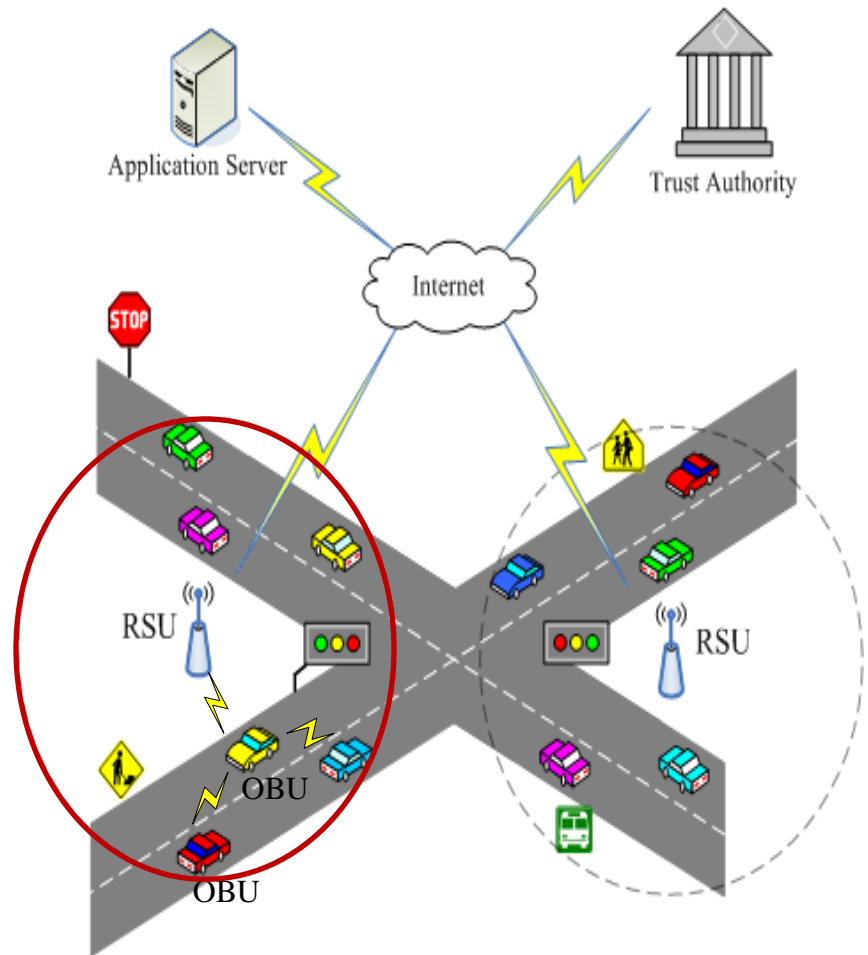 Application Server
Trust Authority
Internet
STOP
RSU
RSU
OBU
OBU